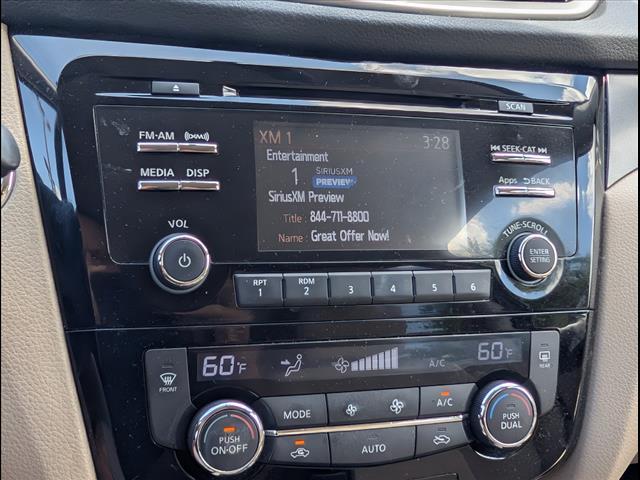 SCAN
FM·AM
XM 1 3:28
SEEK·CAT
Entertainment
1 SIRIUSXM
PREVIEW
MEDIA DISP
SiriusXM Preview
Apps BACK
Title : 844-711-8800
Name : Great Offer Now!
VOL
TUNE·SCROLL
ENTER
SETTING
RPT
1
RDM
2
3 4 5 6
60°F A/C 60°F
FRONT
REAR
MODE
A/C
PUSH
ON·OFF
PUSH
DUAL
AUTO